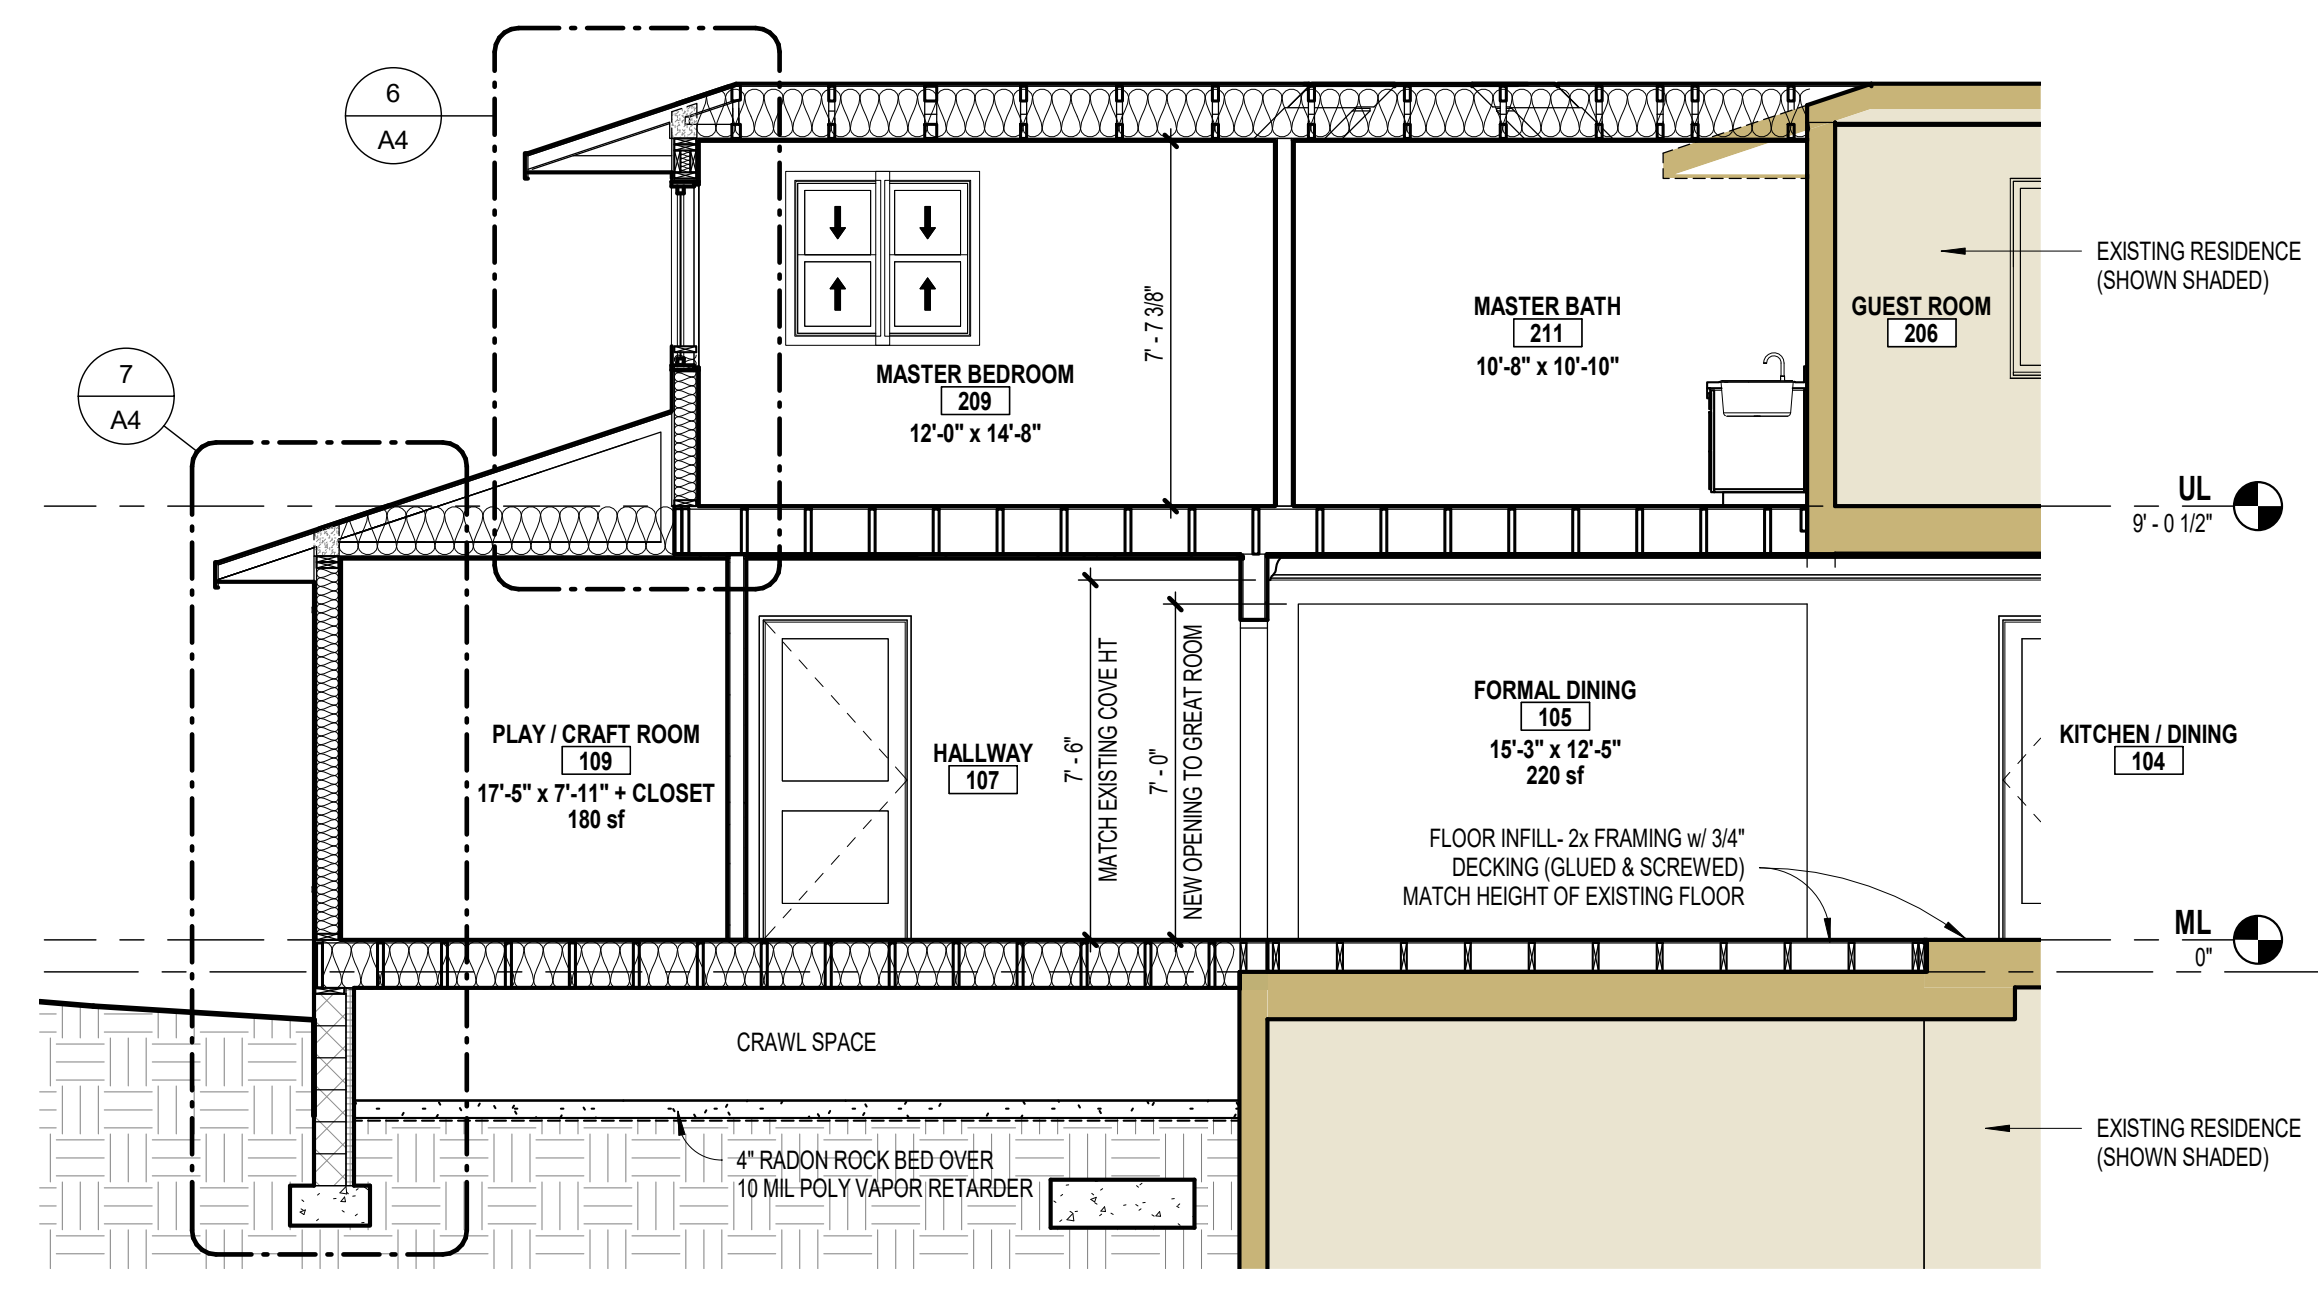 6
A4
7
A4
MASTER BEDROOM
209
12'-0" x 14'-8"
7' - 7 3/8"
MASTER BATH
211
10'-8" x 10'-10"
GUEST ROOM
206
EXISTING RESIDENCE
(SHOWN SHADED)
UL
9' - 0 1/2"
PLAY / CRAFT ROOM
109
17'-5" x 7'-11" + CLOSET
180 sf
HALLWAY
107
7' - 6"
MATCH EXISTING COVE HT
7' - 0"
NEW OPENING TO GREAT ROOM
FORMAL DINING
105
15'-3" x 12'-5"
220 sf
FLOOR INFILL- 2x FRAMING w/ 3/4"
DECKING (GLUED & SCREWED)
MATCH HEIGHT OF EXISTING FLOOR
KITCHEN / DINING
104
ML
0"
CRAWL SPACE
4" RADON ROCK BED OVER
10 MIL POLY VAPOR RETARDER
EXISTING RESIDENCE
(SHOWN SHADED)